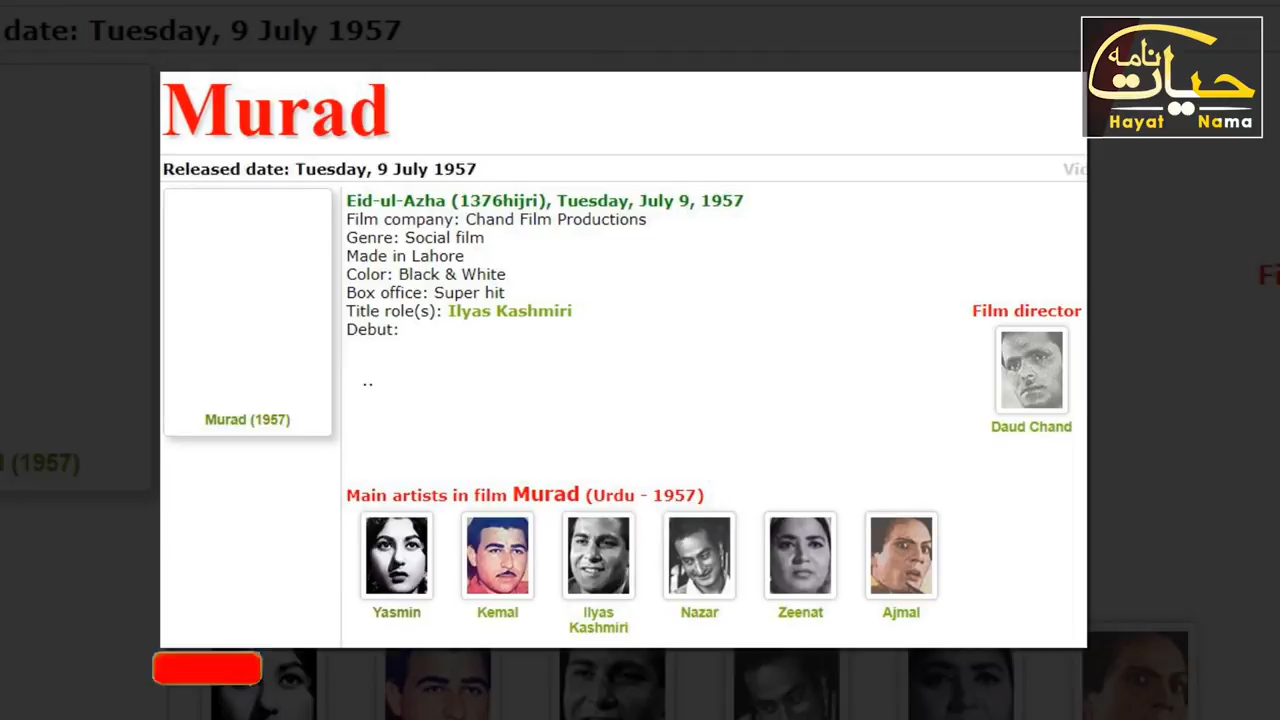 date: Tuesday, 9 July 1957
نامہ
حیات
Hayat Nama
Murad
Released date: Tuesday, 9 July 1957
Eid-ul-Azha (1376hijri), Tuesday, July 9, 1957
Film company: Chand Film Productions
Genre: Social film
Made in Lahore
Color: Black & White
Box office: Super hit
Title role(s): Ilyas Kashmiri
Debut:
..
Film director
Daud Chand
Murad (1957)
(1957)
Main artists in film Murad (Urdu - 1957)
Yasmin
Kemal
Ilyas
Kashmiri
Nazar
Zeenat
Ajmal